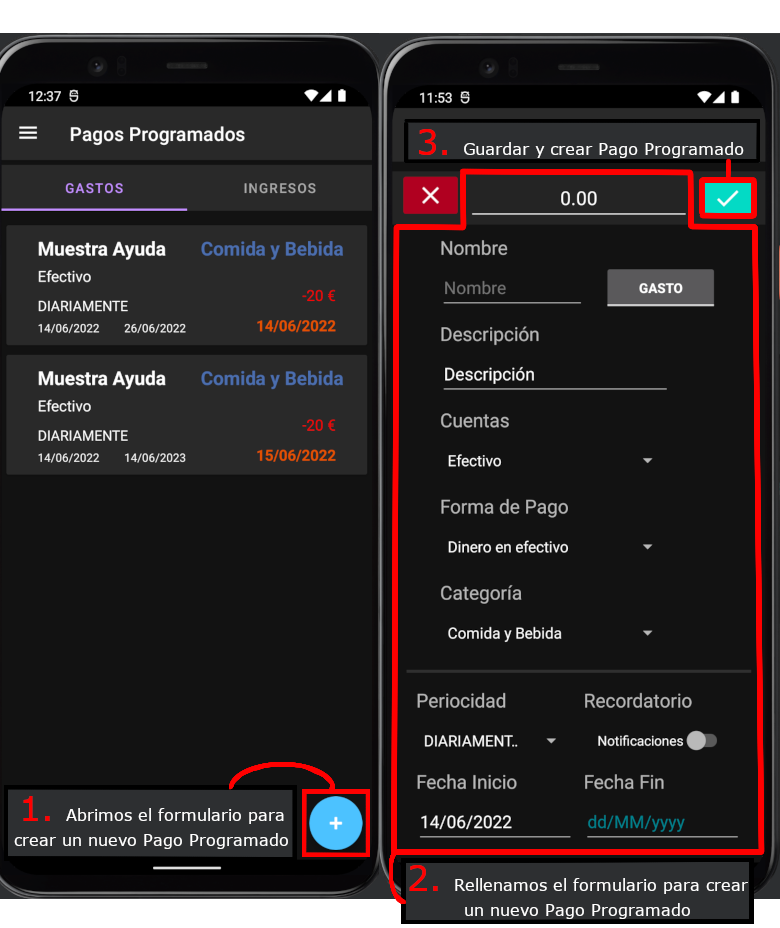 12:37
Pagos Programados
GASTOS INGRESOS
Muestra Ayuda Comida y Bebida
Efectivo
-20 €
DIARIAMENTE
14/06/2022 26/06/2022 14/06/2022
Muestra Ayuda Comida y Bebida
Efectivo
-20 €
DIARIAMENTE
14/06/2022 14/06/2023 15/06/2022
1. Abrimos el formulario para
crear un nuevo Pago Programado
+
11:53
3. Guardar y crear Pago Programado
0.00
Nombre
Nombre GASTO
Descripción
Descripción
Cuentas
Efectivo
Forma de Pago
Dinero en efectivo
Categoría
Comida y Bebida
Periocidad Recordatorio
DIARIAMENT.. Notificaciones
Fecha Inicio Fecha Fin
14/06/2022 dd/MM/yyyy
2. Rellenamos el formulario para crear
un nuevo Pago Programado